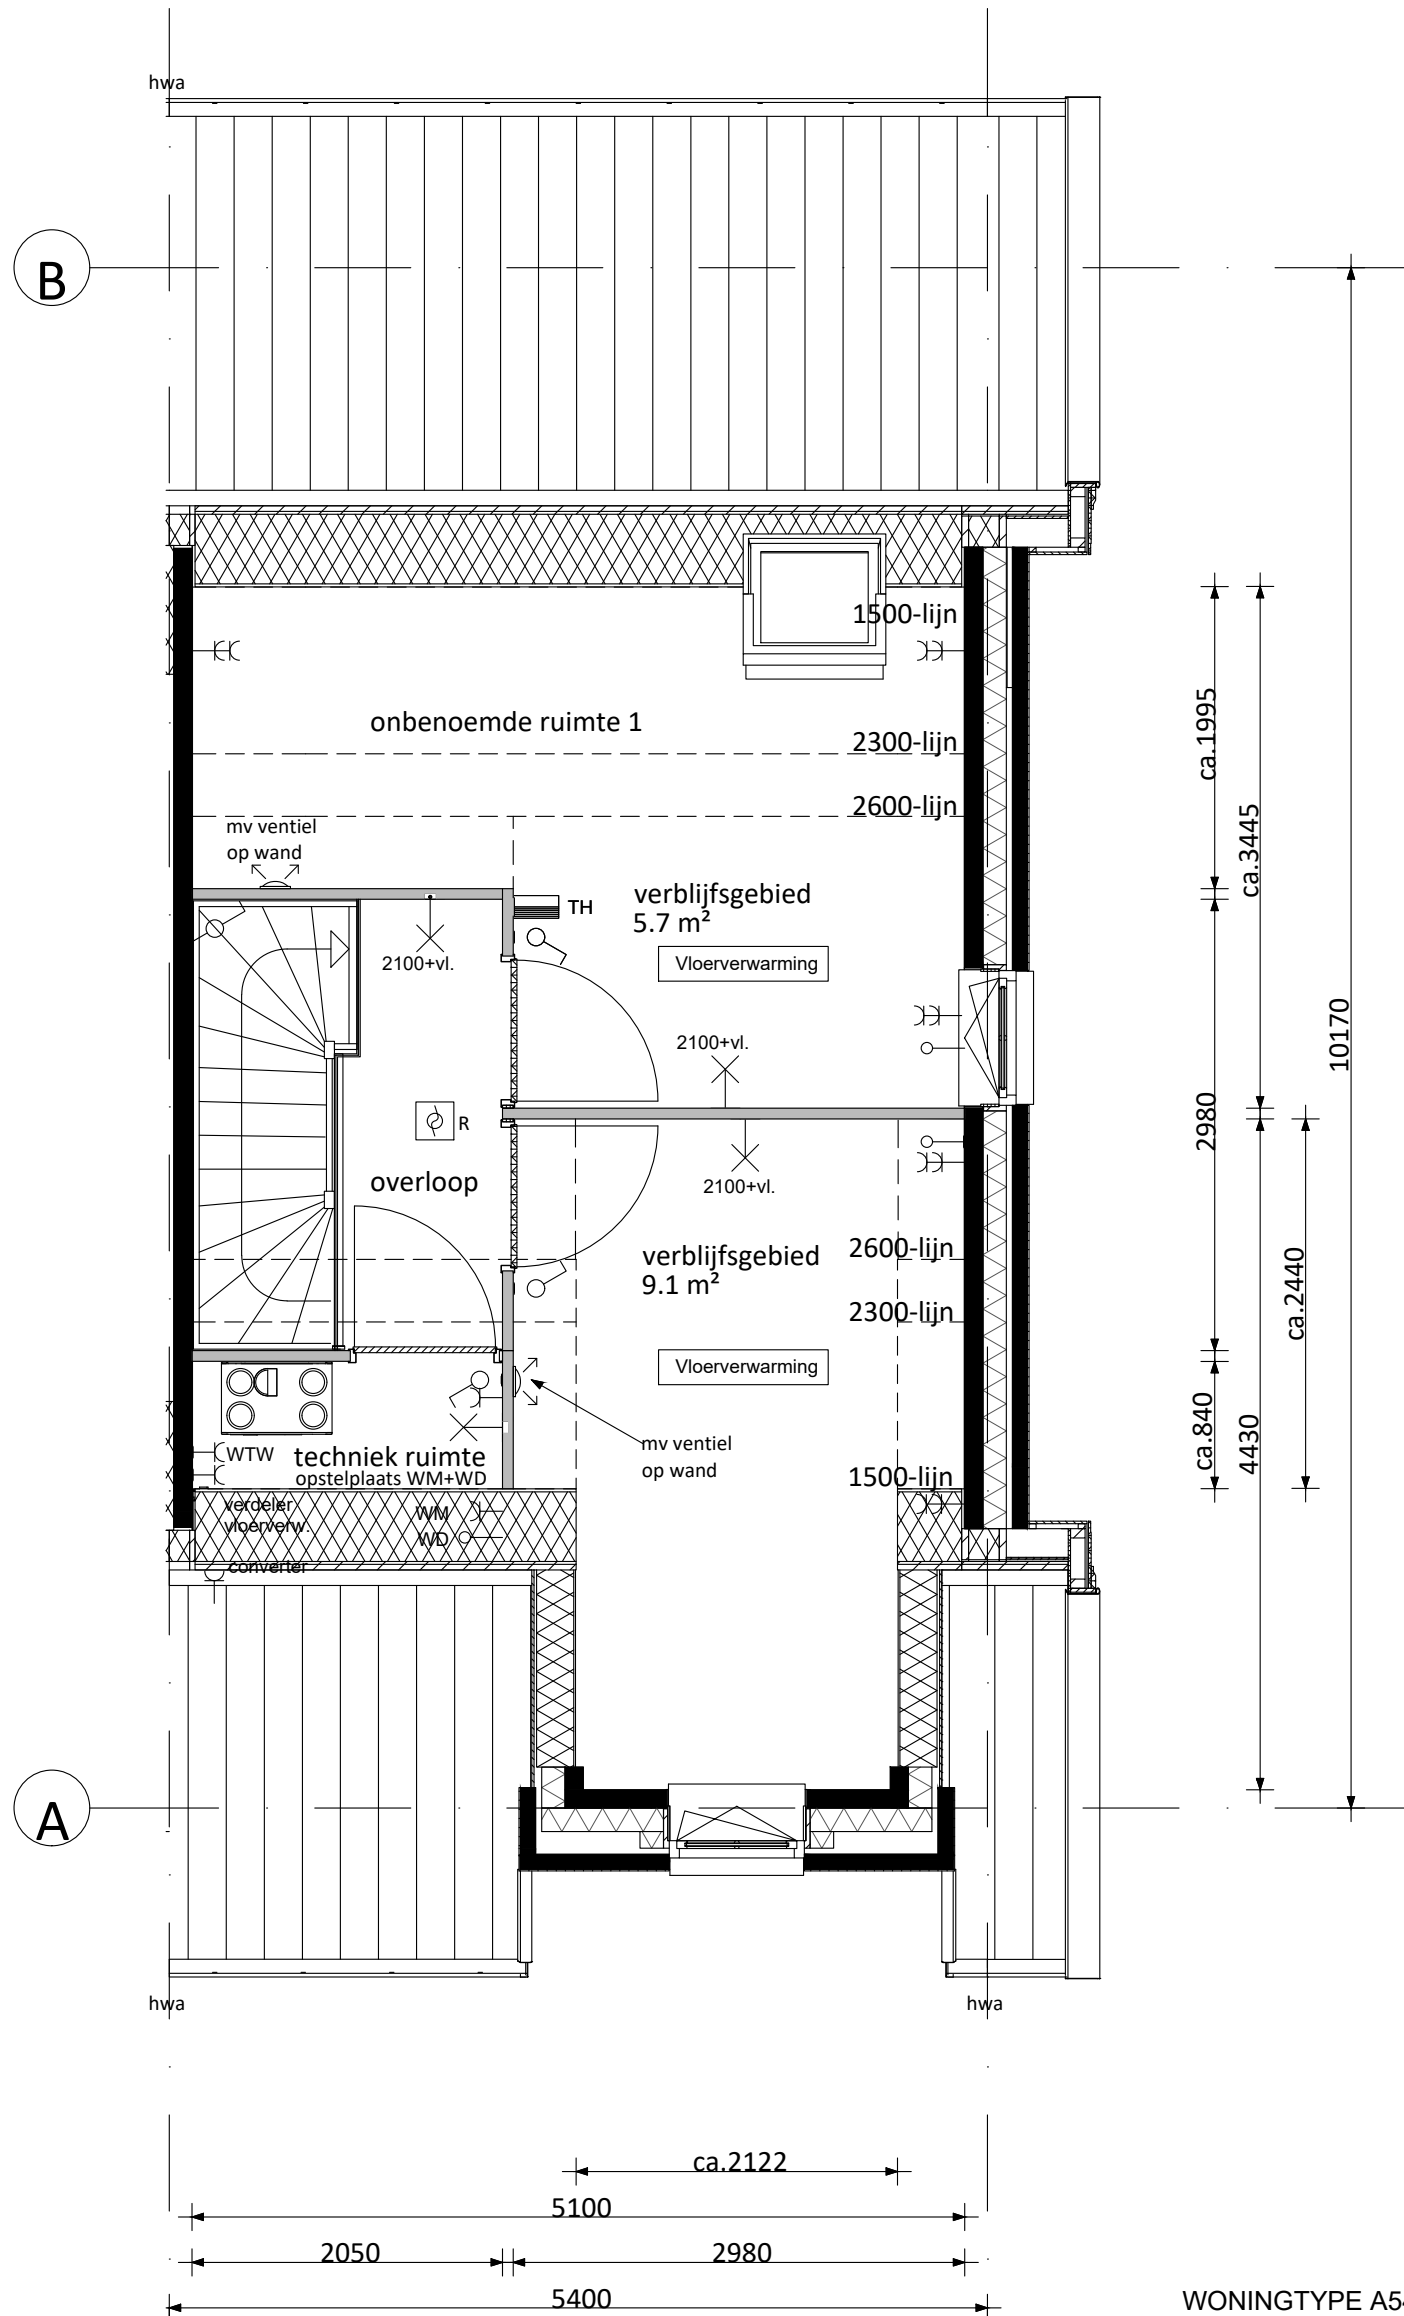 hwa
B
1500-lijn
onbenoemde ruimte 1
2300-lijn
2600-lijn
mv ventiel
op wand
TH
verblijfsgebied
5.7 m²
2100+vl.
Vloerverwarming
2100+vl.
R
overloop
2100+vl.
verblijfsgebied
9.1 m²
2600-lijn
2300-lijn
Vloerverwarming
mv ventiel
op wand
WTW
techniek ruimte
opstelplaats WM+WD
1500-lijn
verdeler
vloerverw.
WM
WD
converter
ca.1995
ca.3445
10170
2980
ca.2440
ca.840
4430
A
hwa
hwa
ca.2122
5100
2050
2980
5400
WONINGTYPE A54